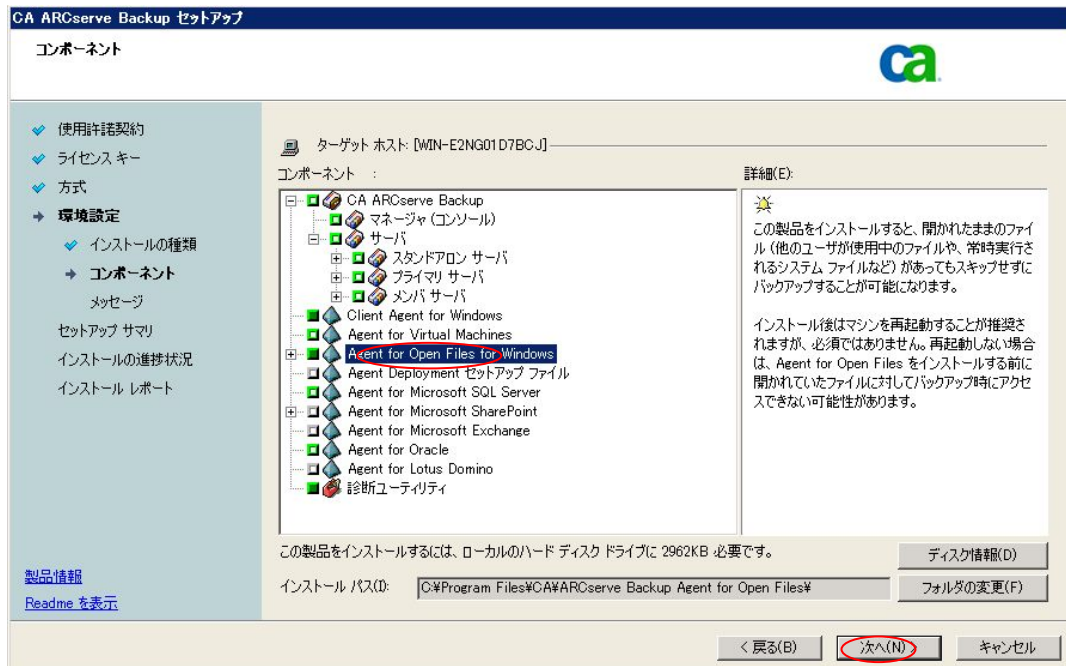 CA ARCserve Backup セットアップ
コンポーネント
ca
使用許諾契約
ライセンス キー
方式
環境設定
インストールの種類
コンポーネント
メッセージ
セットアップ サマリ
インストールの進捗状況
インストール レポート
製品情報
Readme を表示
ターゲット ホスト: [WIN-E2NG01D7BCJ]
コンポーネント :
CA ARCserve Backup
マネージャ (コンソール)
サーバ
スタンドアロン サーバ
プライマリ サーバ
メンバ サーバ
Client Agent for Windows
Agent for Virtual Machines
Agent for Open Files for Windows
Agent Deployment セットアップ ファイル
Agent for Microsoft SQL Server
Agent for Microsoft SharePoint
Agent for Microsoft Exchange
Agent for Oracle
Agent for Lotus Domino
診断ユーティリティ
詳細(E):
この製品をインストールすると、開かれたままのファイ
ル (他のユーザが使用中のファイルや、常時実行さ
れるシステム ファイルなど) があってもスキップせずに
バックアップすることが可能になります。
インストール後はマシンを再起動することが推奨さ
れますが、必須ではありません。再起動しない場合
は、Agent for Open Files をインストールする前に
開かれていたファイルに対してバックアップ時にアクセ
スできない可能性があります。
この製品をインストールするには、ローカルのハード ディスク ドライブに 2962KB 必要です。
ディスク情報(D)
インストール パス(I):
C:¥Program Files¥CA¥ARCserve Backup Agent for Open Files¥
フォルダの変更(F)
< 戻る(B)
次へ(N) >
キャンセル